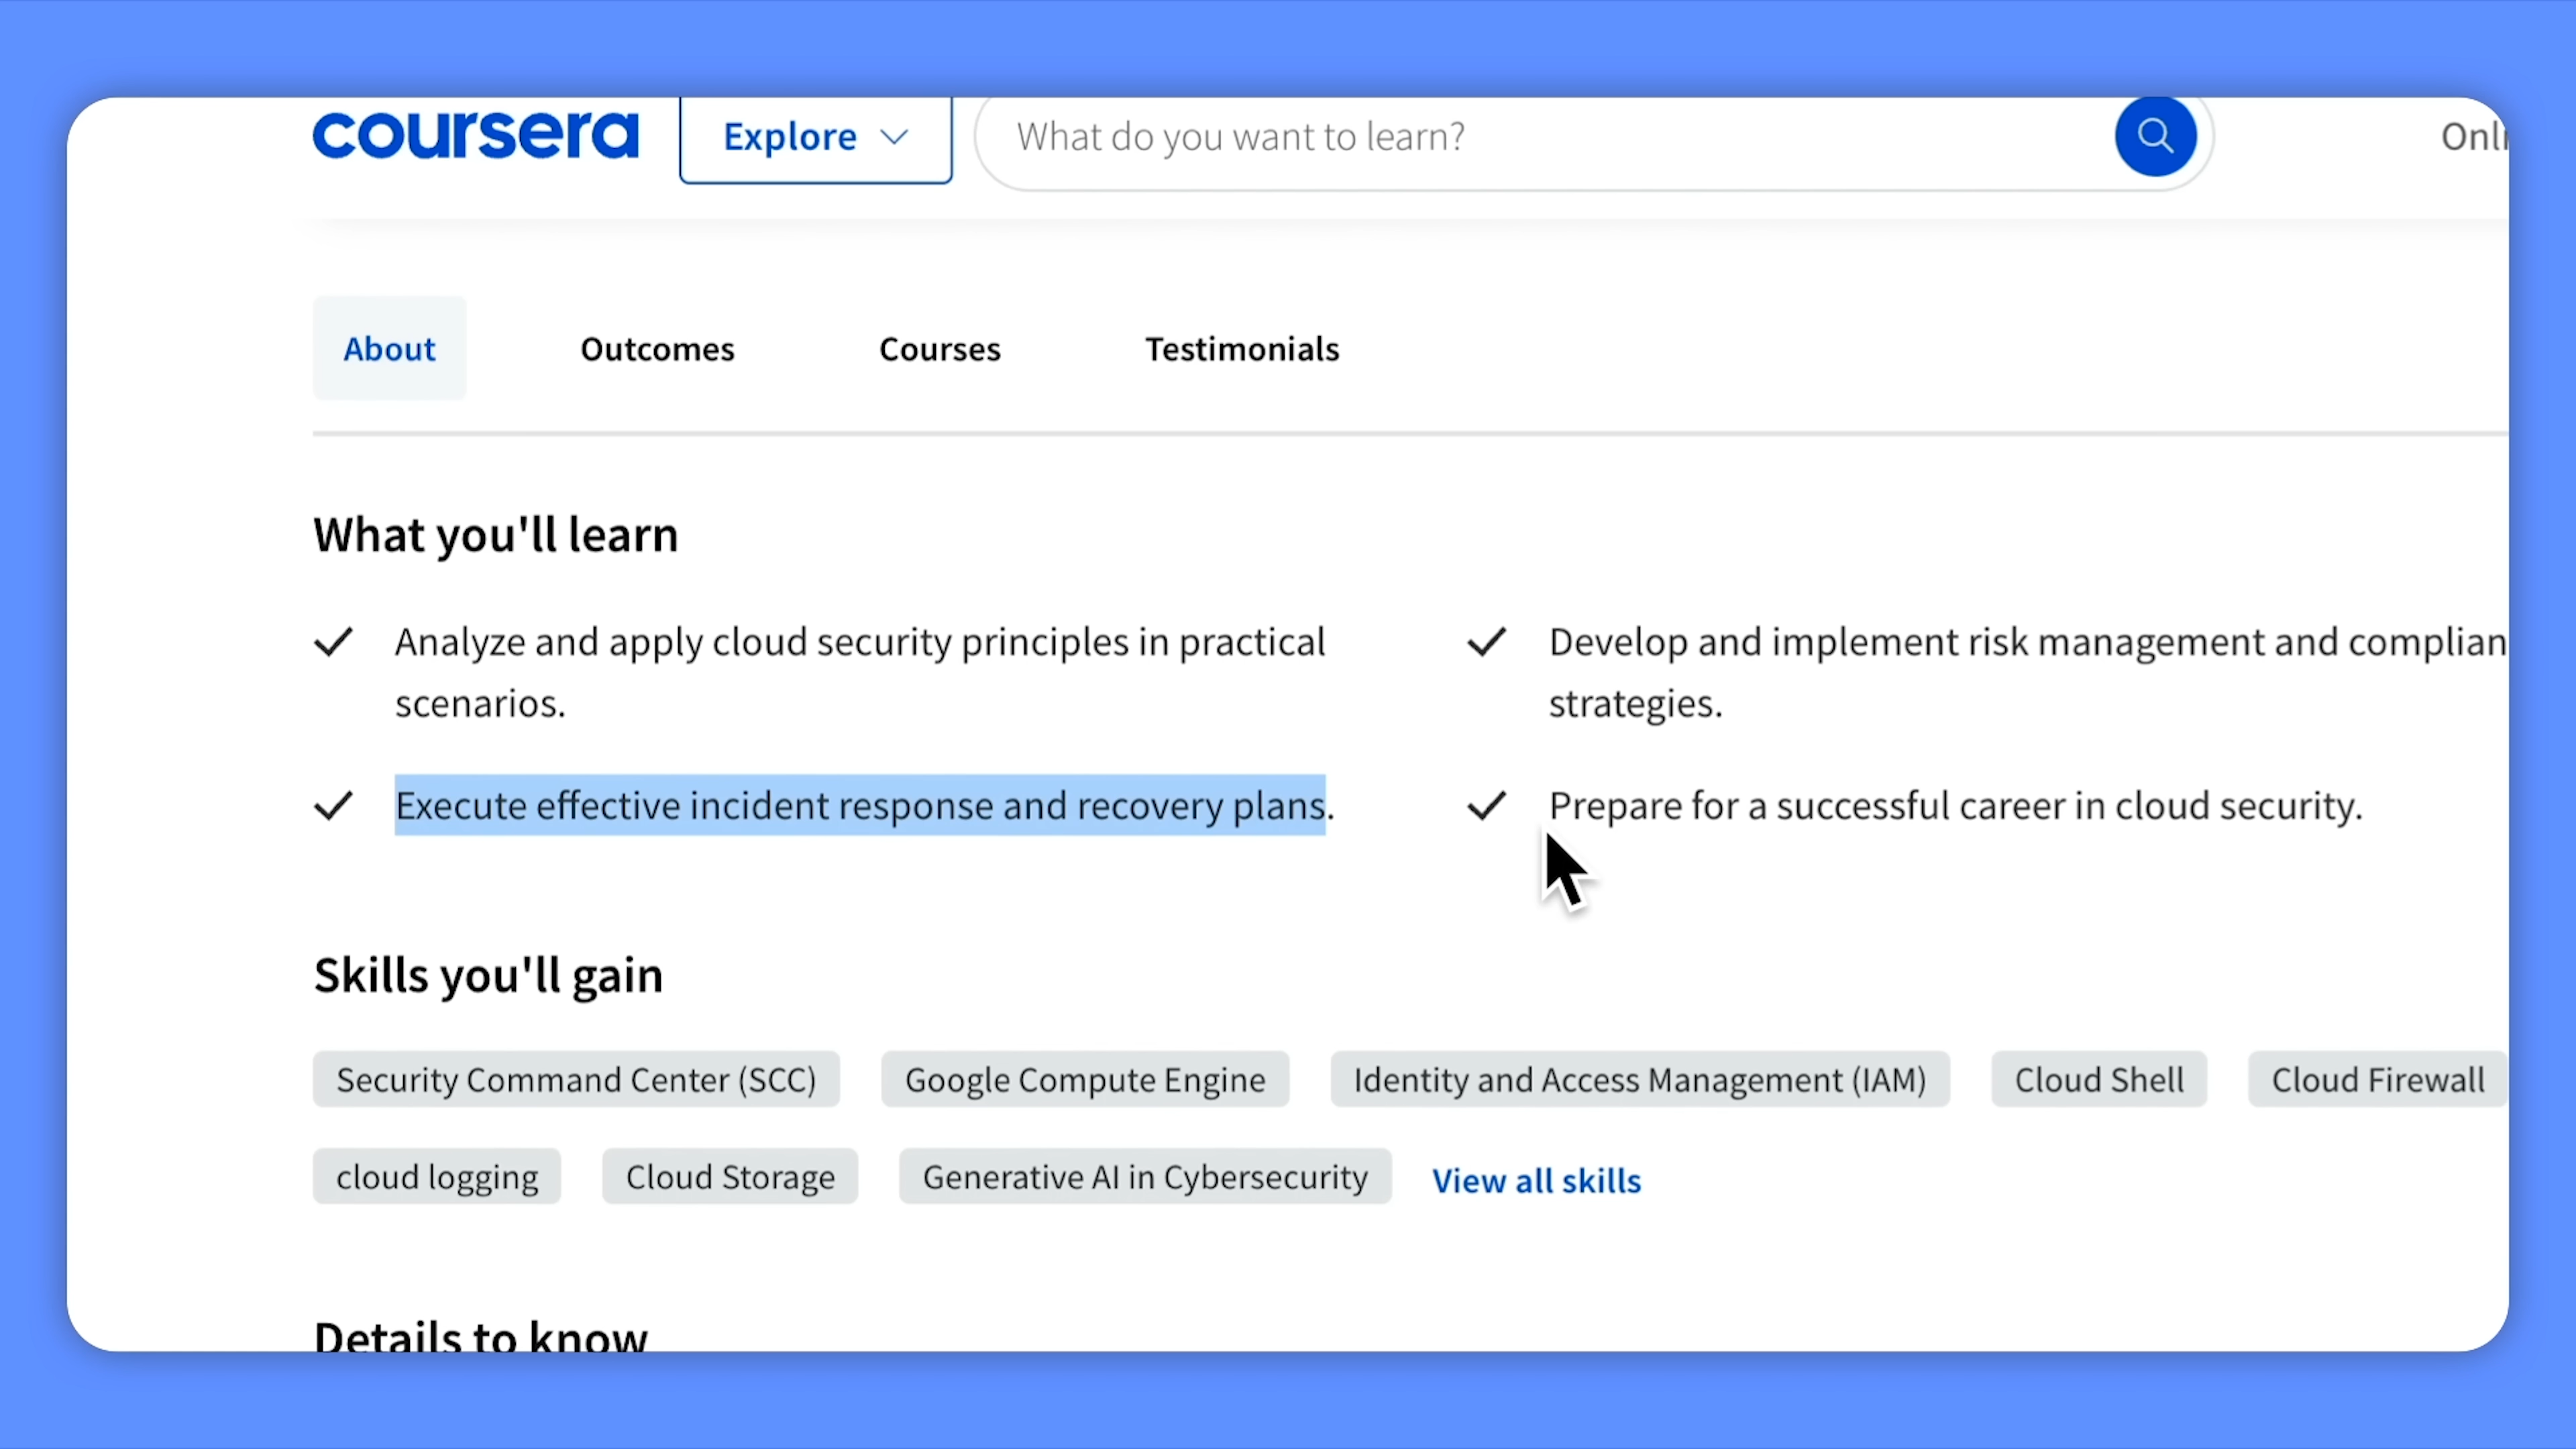 coursera
Explore
What do you want to learn?
About
Outcomes
Courses
Testimonials
What you'll learn
Analyze and apply cloud security principles in practical
scenarios.
Develop and implement risk management and complian
strategies.
Execute effective incident response and recovery plans.
Prepare for a successful career in cloud security.
Skills you'll gain
Security Command Center (SCC)
Google Compute Engine
Identity and Access Management (IAM)
Cloud Shell
Cloud Firewall
cloud logging
Cloud Storage
Generative AI in Cybersecurity
View all skills
Details to know